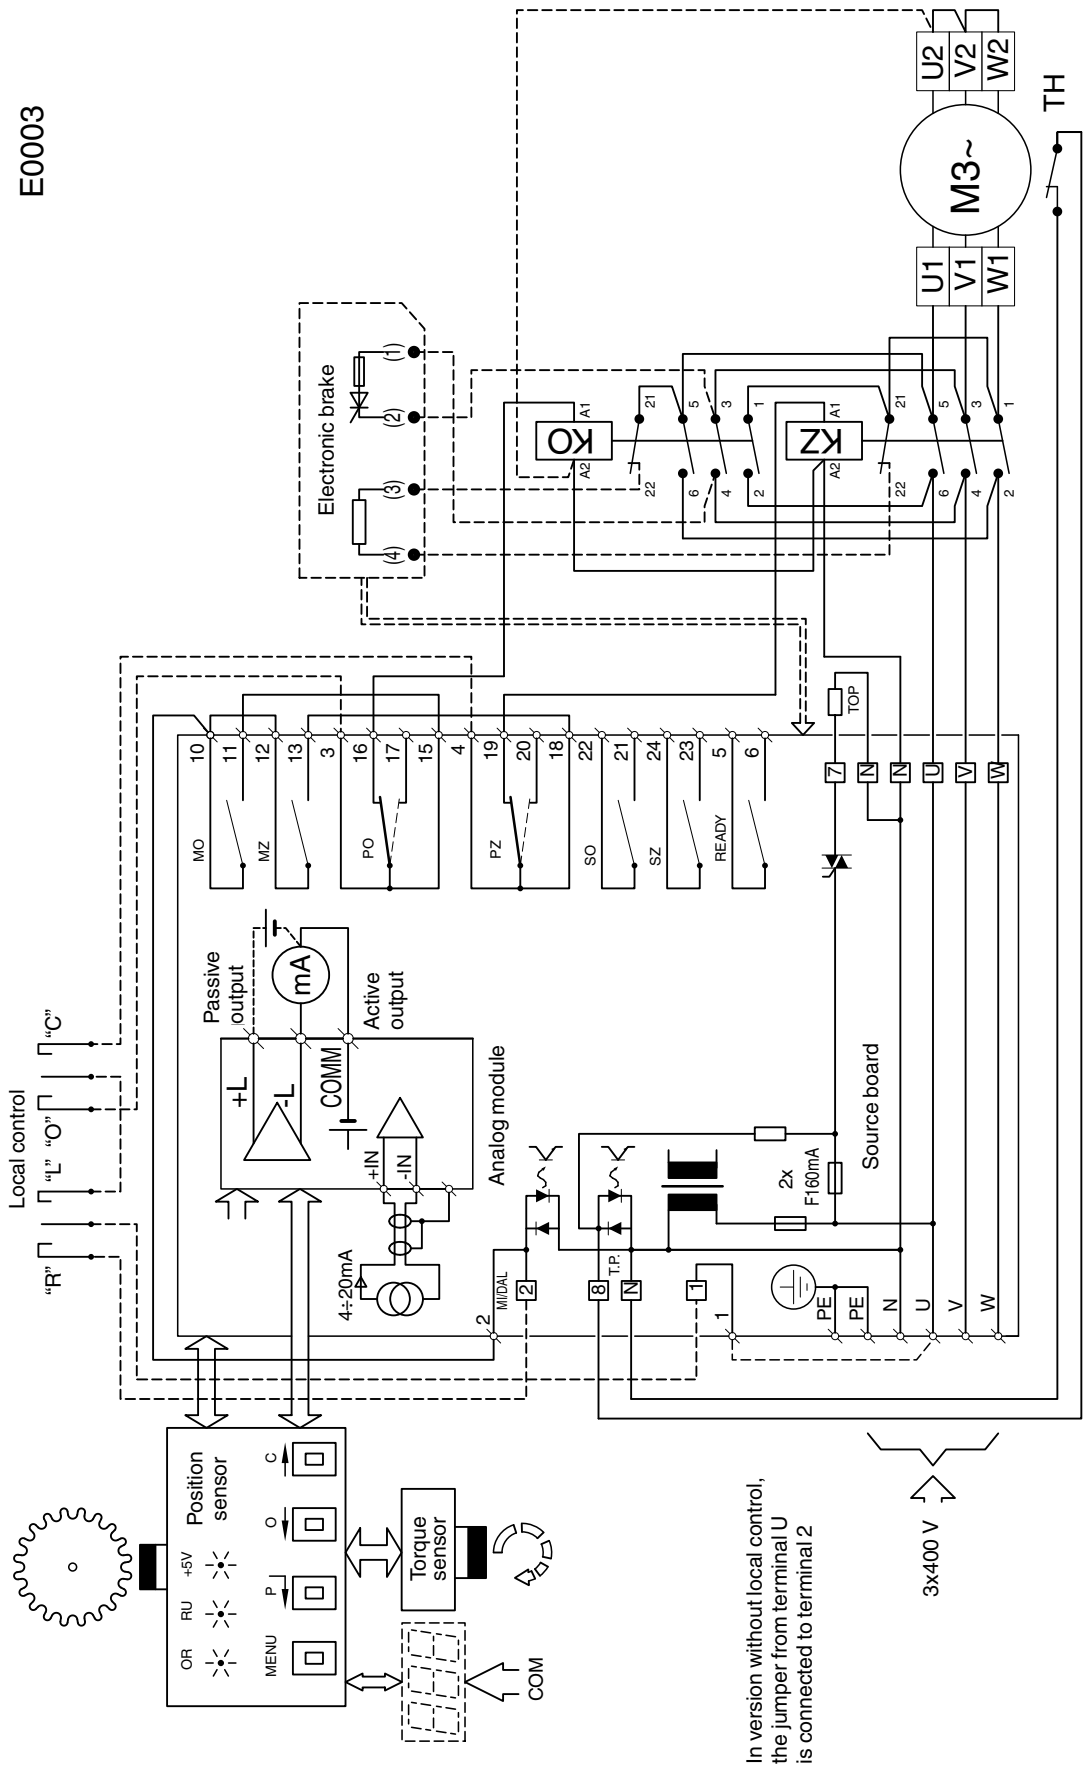 E0003
Local control
“R”
“L”
“O”
“C”
Electronic brake
(4)
(3)
(2)
(1)
OR
RU
+5V
Position
sensor
MENU
P
O
C
Torque
sensor
COM
Passive
output
Active
output
mA
+L
-L
COMM
+IN
-IN
4÷20mA
Analog module
MO
MZ
PO
PZ
SO
SZ
READY
10
11
12
13
3
16
17
15
4
19
20
18
22
21
24
23
5
6
KO
A2
A1
22
21
6
5
4
3
2
1
KZ
A2
A1
22
21
6
5
4
3
2
1
2
MI/DAL
2
8
T.P.
N
1
1
2x
F160mA
Source board
TOP
7
N
N
U
V
W
PE
PE
N
U
V
W
U1
V1
W1
M3~
U2
V2
W2
TH
In version without local control,
the jumper from terminal U
is connected to terminal 2
3x400 V